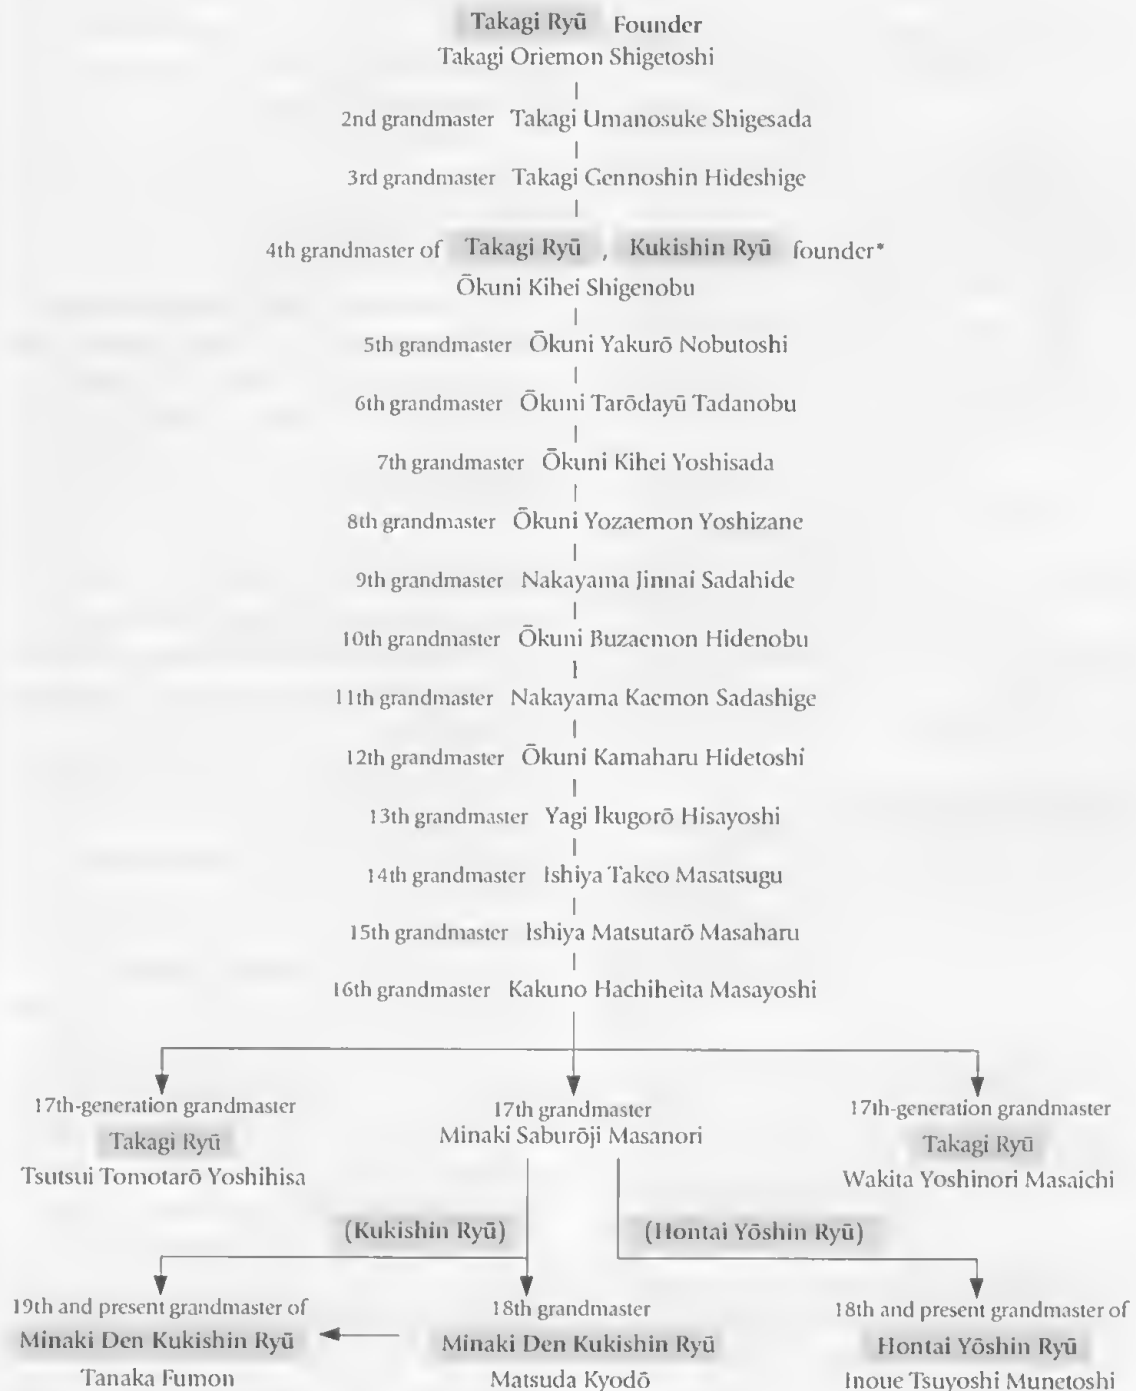 Takagi Ryū Founder
Takagi Oriemon Shigetoshi
2nd grandmaster Takagi Umanosuke Shigesada
3rd grandmaster Takagi Gennoshin Hideshige
4th grandmaster of Takagi Ryū , Kukishin Ryū founder*
Ōkuni Kihei Shigenobu
5th grandmaster Ōkuni Yakurō Nobutoshi
6th grandmaster Ōkuni Tarōdayū Tadanobu
7th grandmaster Ōkuni Kihei Yoshisada
8th grandmaster Ōkuni Yozaemon Yoshizane
9th grandmaster Nakayama Jinnai Sadahide
10th grandmaster Ōkuni Buzaemon Hidenobu
11th grandmaster Nakayama Kaemon Sadashige
12th grandmaster Ōkuni Kamaharu Hidetoshi
13th grandmaster Yagi Ikugorō Hisayoshi
14th grandmaster Ishiya Takeo Masatsugu
15th grandmaster Ishiya Matsutarō Masaharu
16th grandmaster Kakuno Hachiheita Masayoshi
17th-generation grandmaster
Takagi Ryū
Tsutsui Tomotarō Yoshihisa
17th grandmaster
Minaki Saburōji Masanori
17th-generation grandmaster
Takagi Ryū
Wakita Yoshinori Masaichi
(Kukishin Ryū)
(Hontai Yōshin Ryū)
19th and present grandmaster of
Minaki Den Kukishin Ryū
Tanaka Fumon
18th grandmaster
Minaki Den Kukishin Ryū
Matsuda Kyodō
18th and present grandmaster of
Hontai Yōshin Ryū
Inoue Tsuyoshi Munetoshi